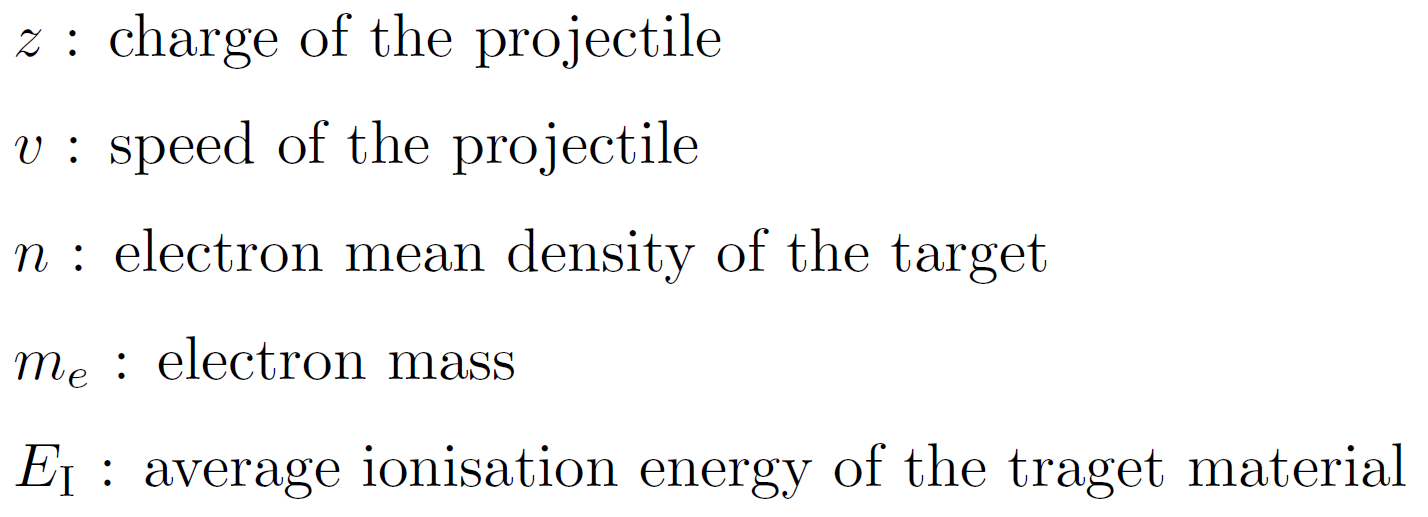 z : charge of the projectile
v : speed of the projectile
n : electron mean density of the target
mₑ : electron mass
E_I : average ionisation energy of the traget material